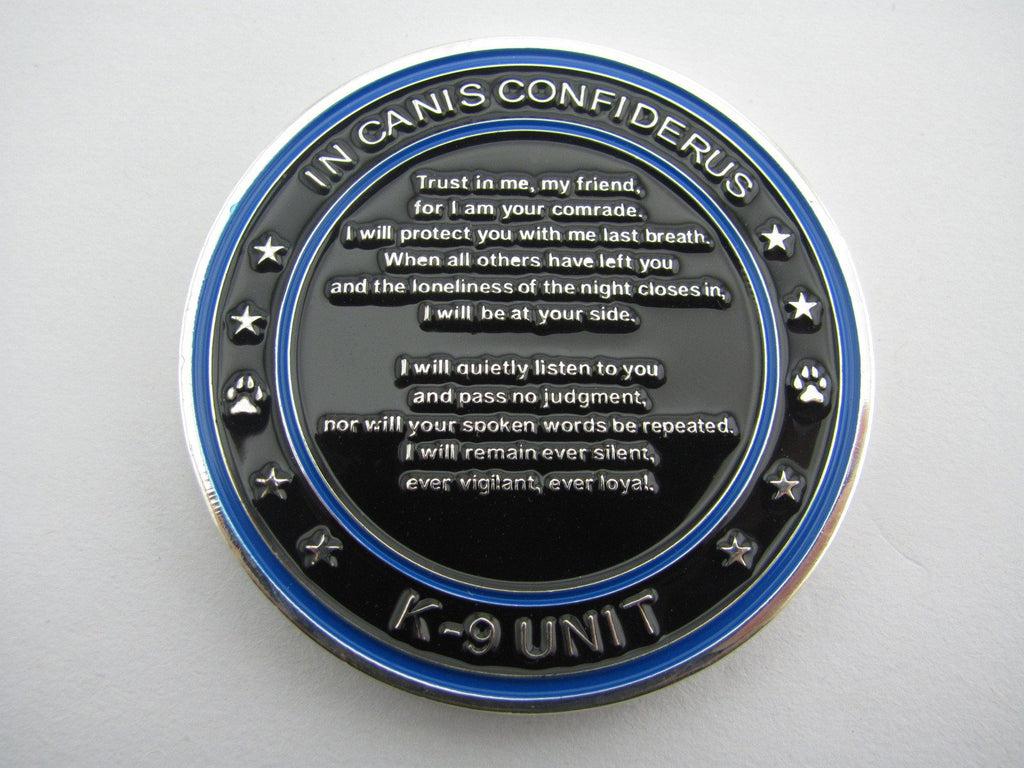 IN CANIS CONFIDERUS
Trust in me, my friend,
for I am your comrade.
I will protect you with me last breath.
When all others have left you
and the loneliness of the night closes in,
I will be at your side.
I will quietly listen to you
and pass no judgment,
nor will your spoken words be repeated.
I will remain ever silent,
ever vigilant, ever loyal.
K-9 UNIT